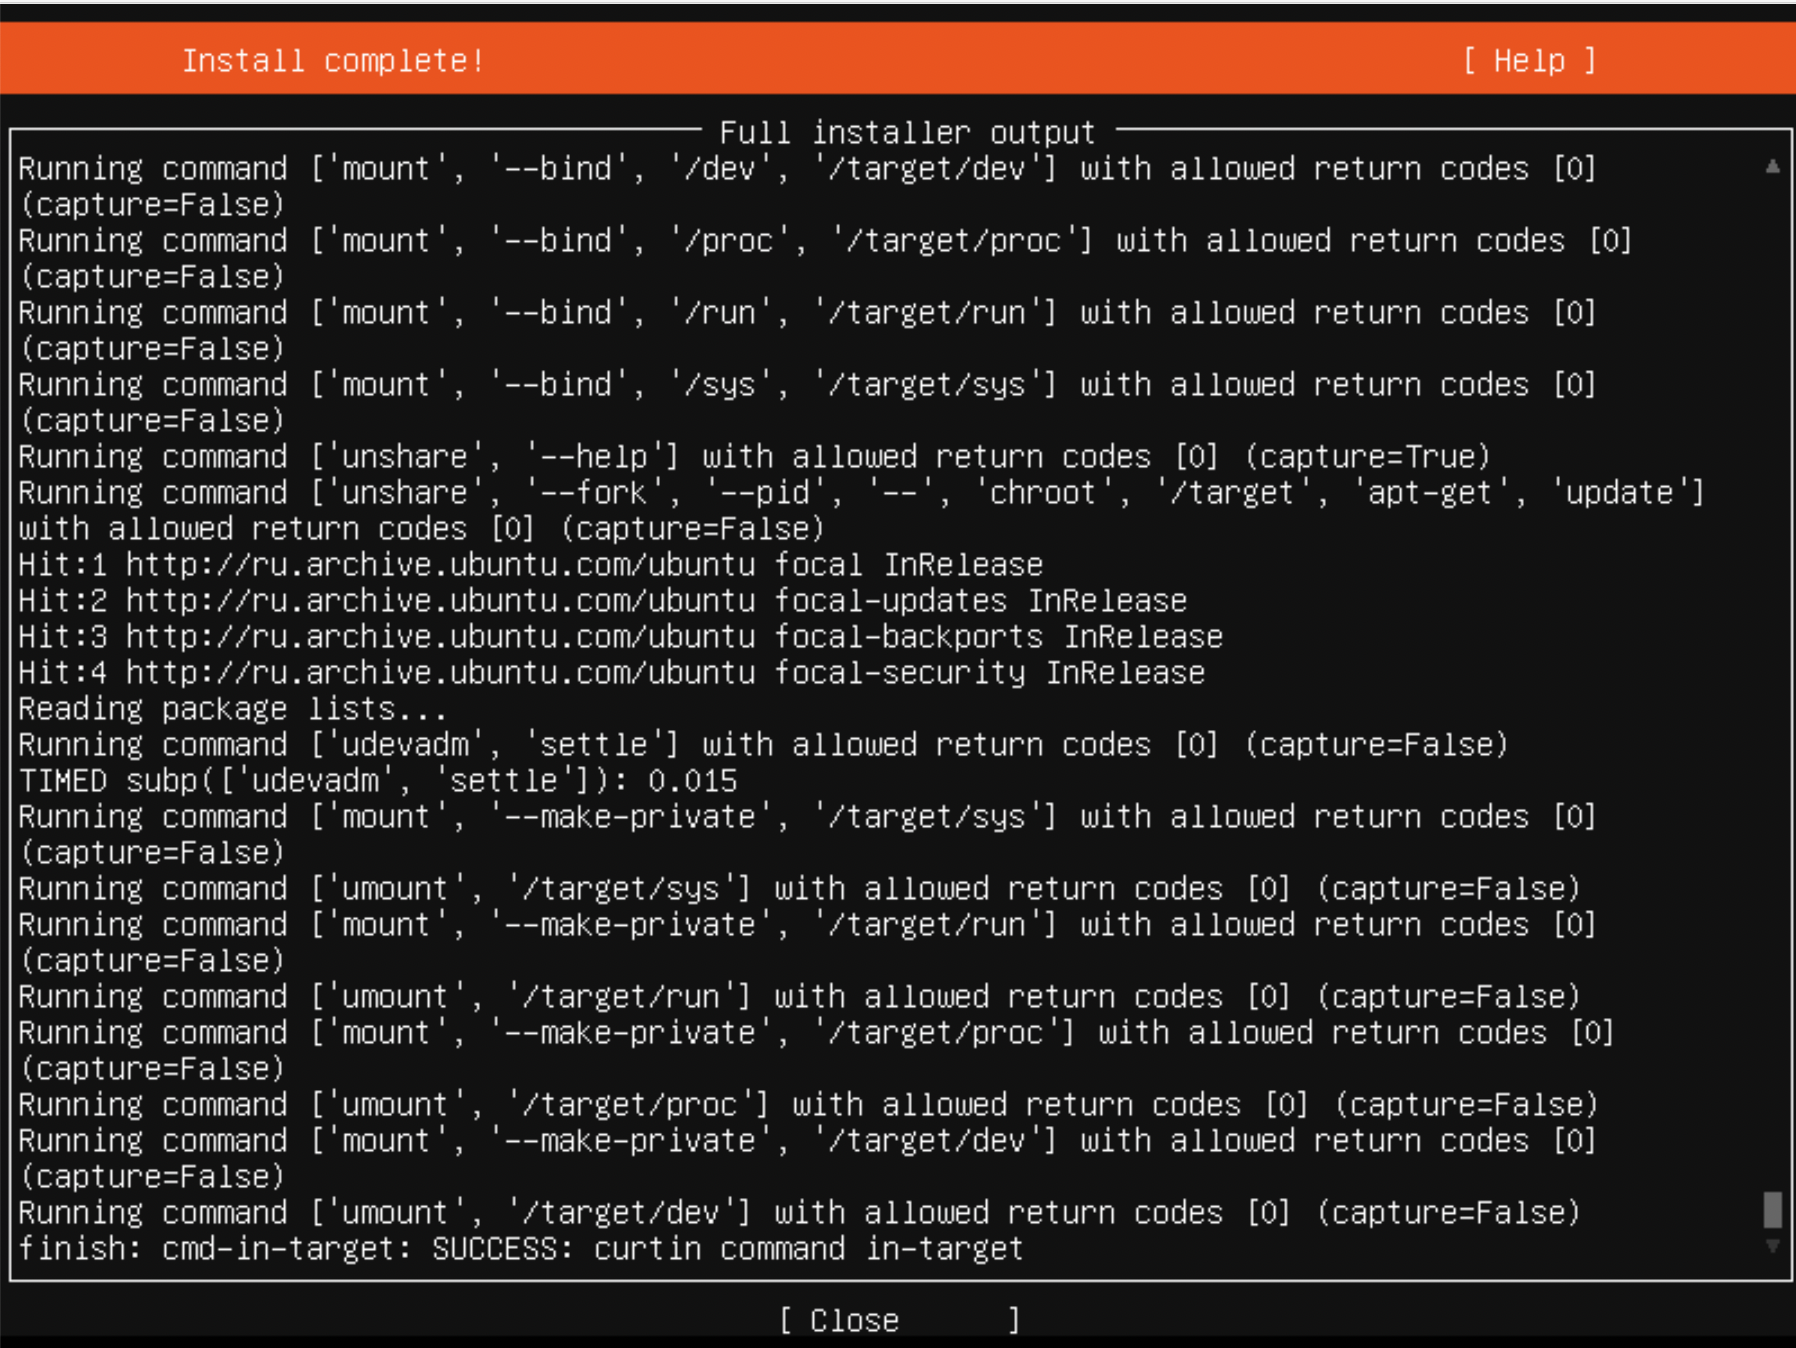 Install complete!
[ Help ]
Full installer output
Running command ['mount', '--bind', '/dev', '/target/dev'] with allowed return codes [0]
(capture=False)
Running command ['mount', '--bind', '/proc', '/target/proc'] with allowed return codes [0]
(capture=False)
Running command ['mount', '--bind', '/run', '/target/run'] with allowed return codes [0]
(capture=False)
Running command ['mount', '--bind', '/sys', '/target/sys'] with allowed return codes [0]
(capture=False)
Running command ['unshare', '--help'] with allowed return codes [0] (capture=True)
Running command ['unshare', '--fork', '--pid', '--', 'chroot', '/target', 'apt-get', 'update']
with allowed return codes [0] (capture=False)
Hit:1 http://ru.archive.ubuntu.com/ubuntu focal InRelease
Hit:2 http://ru.archive.ubuntu.com/ubuntu focal-updates InRelease
Hit:3 http://ru.archive.ubuntu.com/ubuntu focal-backports InRelease
Hit:4 http://ru.archive.ubuntu.com/ubuntu focal-security InRelease
Reading package lists...
Running command ['udevadm', 'settle'] with allowed return codes [0] (capture=False)
TIMED subp(['udevadm', 'settle']): 0.015
Running command ['mount', '--make-private', '/target/sys'] with allowed return codes [0]
(capture=False)
Running command ['umount', '/target/sys'] with allowed return codes [0] (capture=False)
Running command ['mount', '--make-private', '/target/run'] with allowed return codes [0]
(capture=False)
Running command ['umount', '/target/run'] with allowed return codes [0] (capture=False)
Running command ['mount', '--make-private', '/target/proc'] with allowed return codes [0]
(capture=False)
Running command ['umount', '/target/proc'] with allowed return codes [0] (capture=False)
Running command ['mount', '--make-private', '/target/dev'] with allowed return codes [0]
(capture=False)
Running command ['umount', '/target/dev'] with allowed return codes [0] (capture=False)
finish: cmd-in-target: SUCCESS: curtin command in-target
[ Close ]